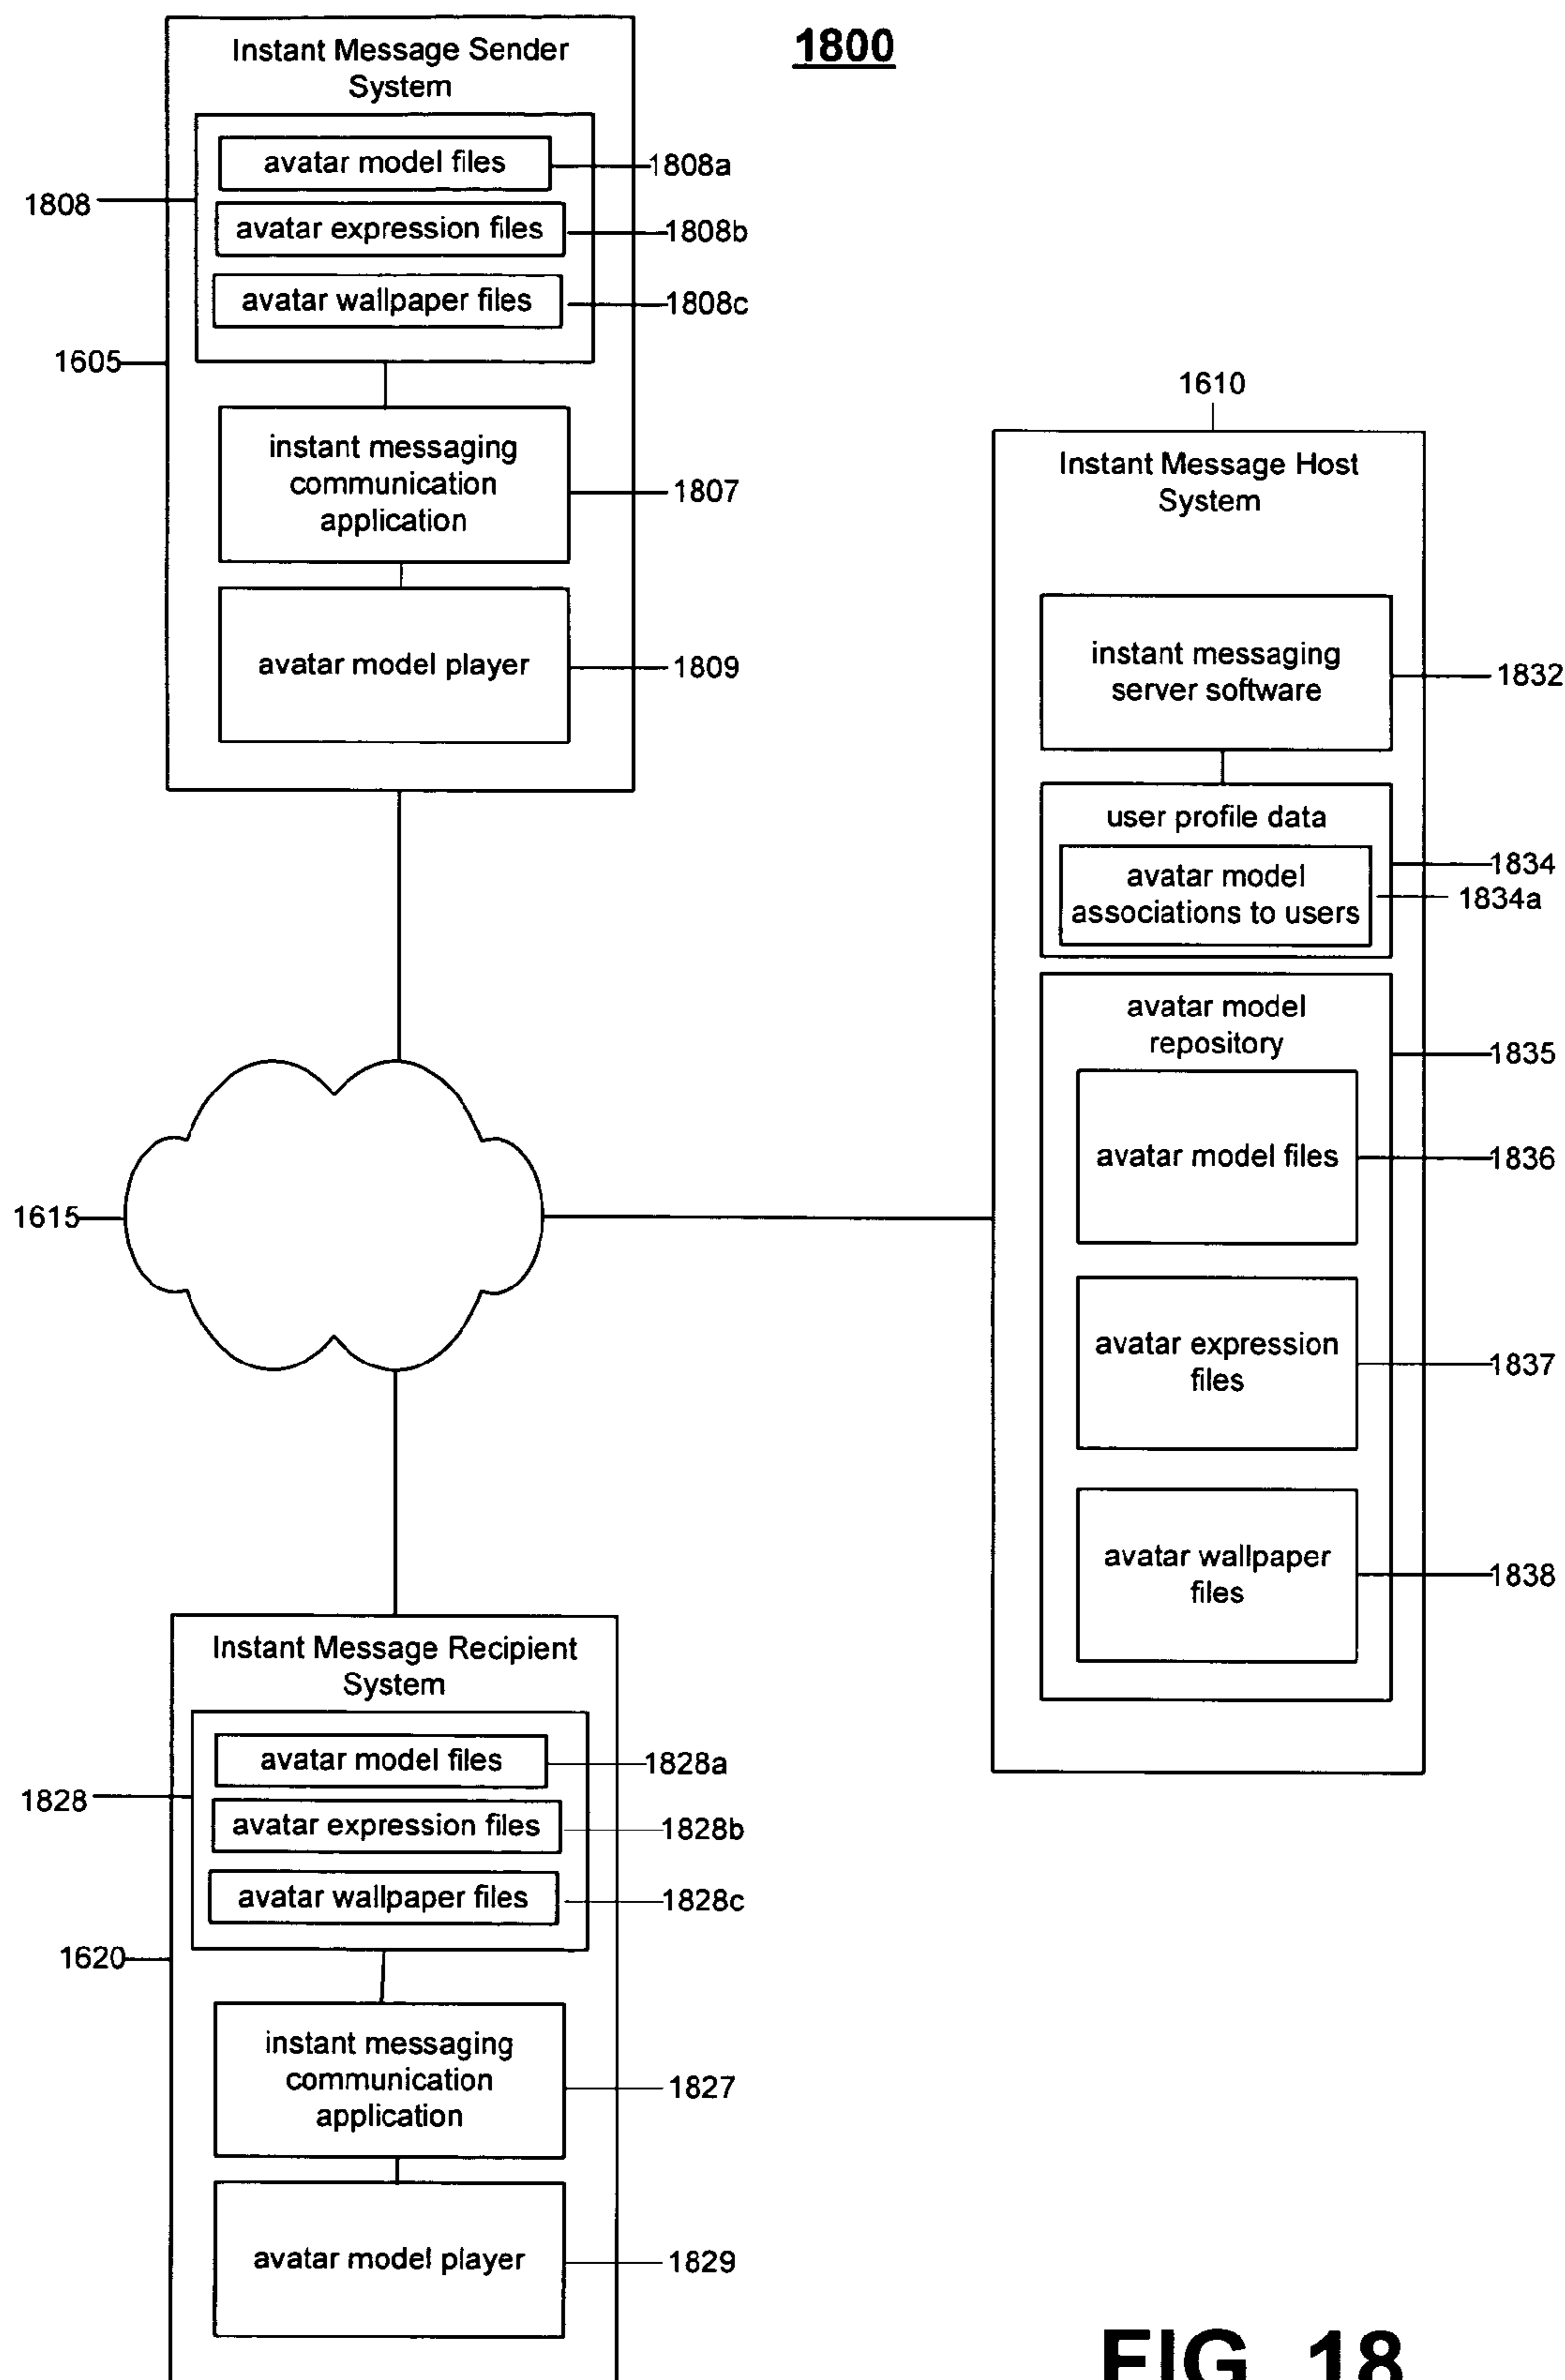 1800
Instant Message Sender
System
avatar model files
1808a
1808
avatar expression files
1808b
avatar wallpaper files
1808c
1605
instant messaging
communication
application
1807
avatar model player
1809
1610
Instant Message Host
System
instant messaging
server software
1832
user profile data
1834
avatar model
associations to users
1834a
avatar model
repository
1835
avatar model files
1836
avatar expression
files
1837
avatar wallpaper
files
1838
1615
Instant Message Recipient
System
avatar model files
1828a
1828
avatar expression files
1828b
avatar wallpaper files
1828c
1620
instant messaging
communication
application
1827
avatar model player
1829
FIG. 18